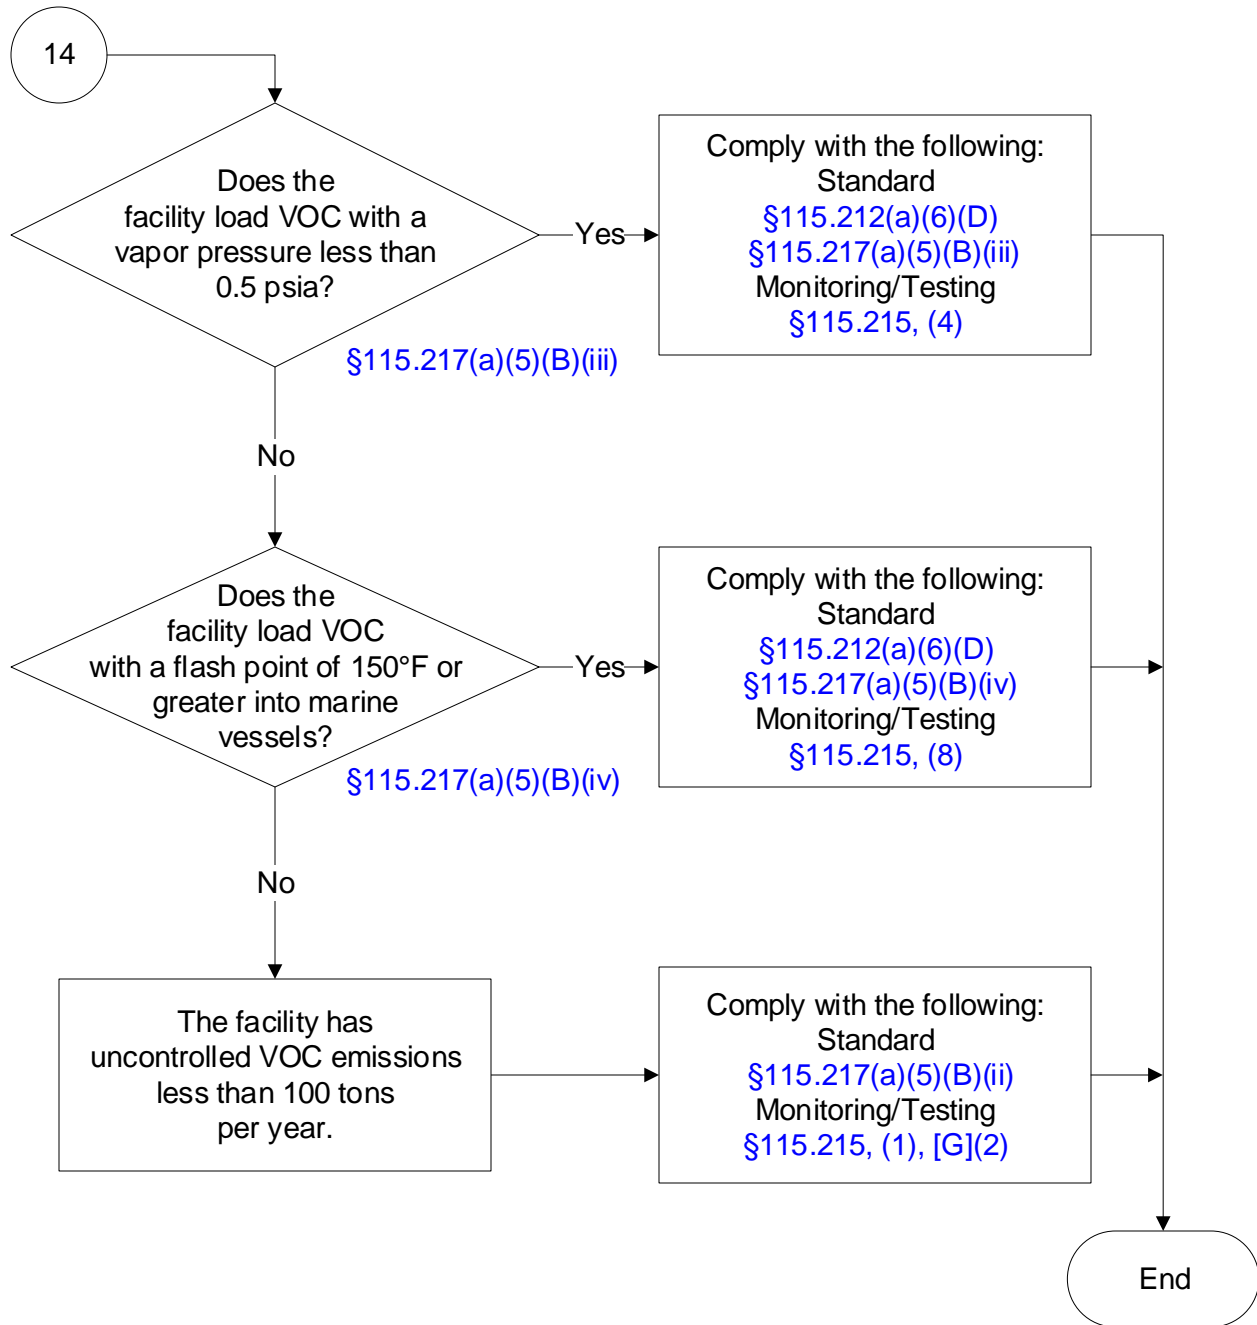 14
Does the
facility load VOC with a
vapor pressure less than
0.5 psia?
§115.217(a)(5)(B)(iii)
Yes
Comply with the following:
Standard
§115.212(a)(6)(D)
§115.217(a)(5)(B)(iii)
Monitoring/Testing
§115.215, (4)
No
Does the
facility load VOC
with a flash point of 150°F or
greater into marine
vessels?
§115.217(a)(5)(B)(iv)
Yes
Comply with the following:
Standard
§115.212(a)(6)(D)
§115.217(a)(5)(B)(iv)
Monitoring/Testing
§115.215, (8)
No
The facility has
uncontrolled VOC emissions
less than 100 tons
per year.
Comply with the following:
Standard
§115.217(a)(5)(B)(ii)
Monitoring/Testing
§115.215, (1), [G](2)
End